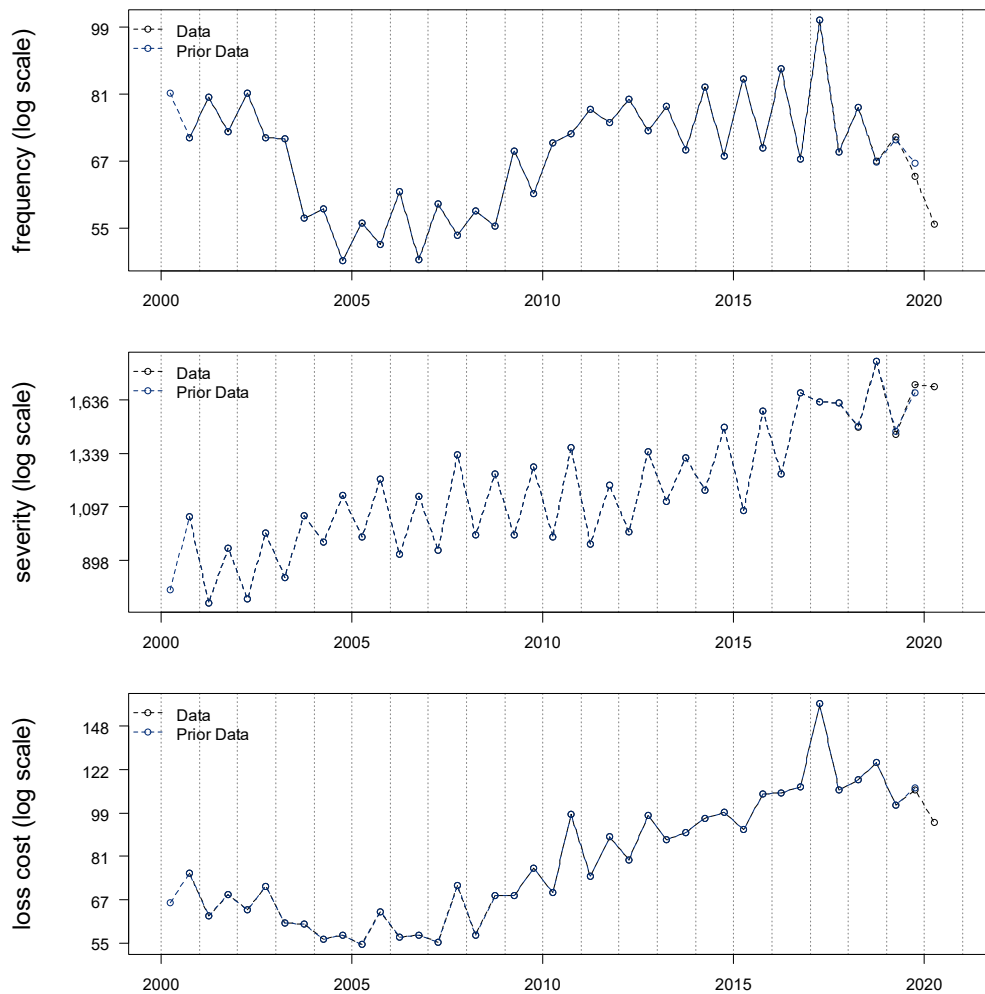 frequency (log scale)
99
81
67
55
Data
Prior Data
2000 2005 2010 2015 2020
severity (log scale)
1,636
1,339
1,097
898
Data
Prior Data
2000 2005 2010 2015 2020
loss cost (log scale)
148
122
99
81
67
55
Data
Prior Data
2000 2005 2010 2015 2020